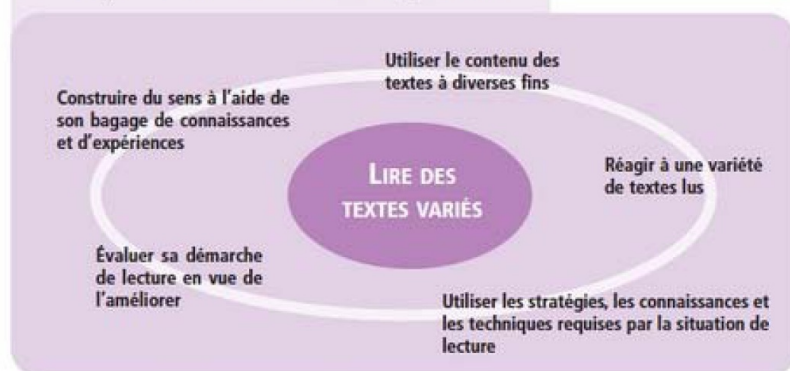 Utiliser le contenu des
textes à diverses fins
Construire du sens à l'aide de
son bagage de connaissances
et d'expériences
LIRE DES
TEXTES VARIÉS
Réagir à une variété
de textes lus
Évaluer sa démarche
de lecture en vue de
l'améliorer
Utiliser les stratégies, les connaissances et
les techniques requises par la situation de
lecture